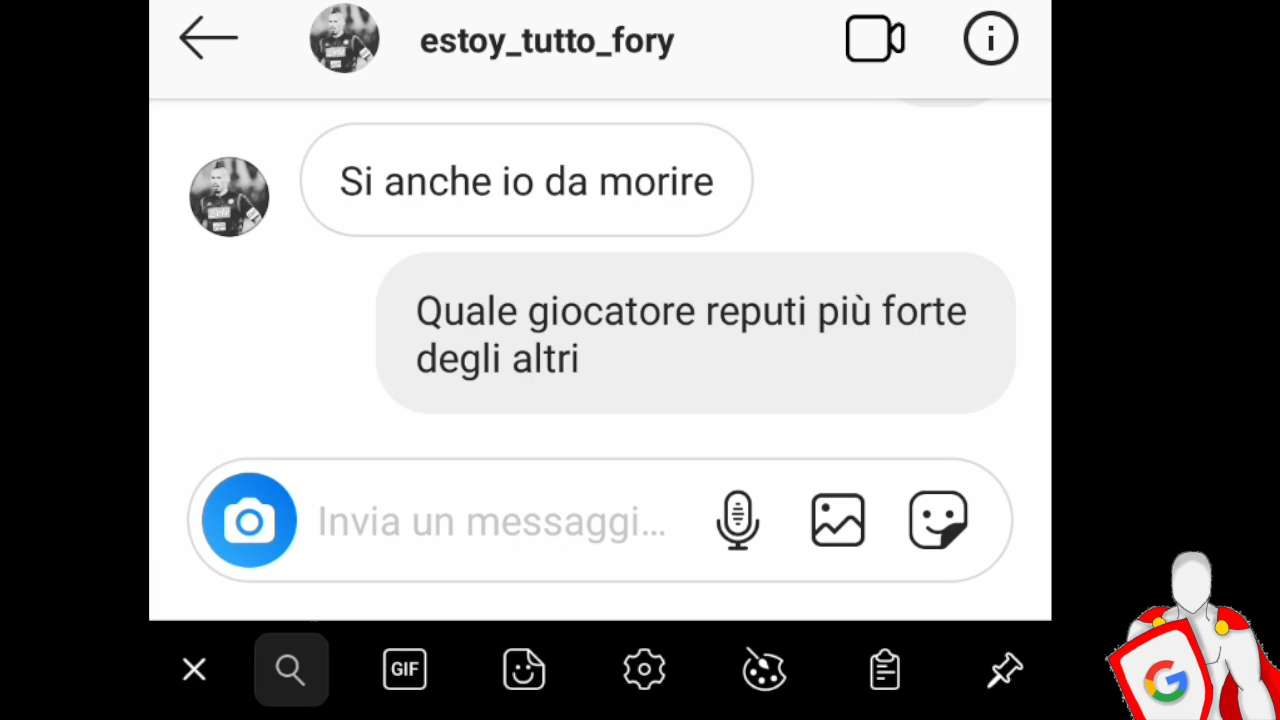 estoy_tutto_fory
Si anche io da morire
Quale giocatore reputi più forte
degli altri
Invia un messaggi...
GIF